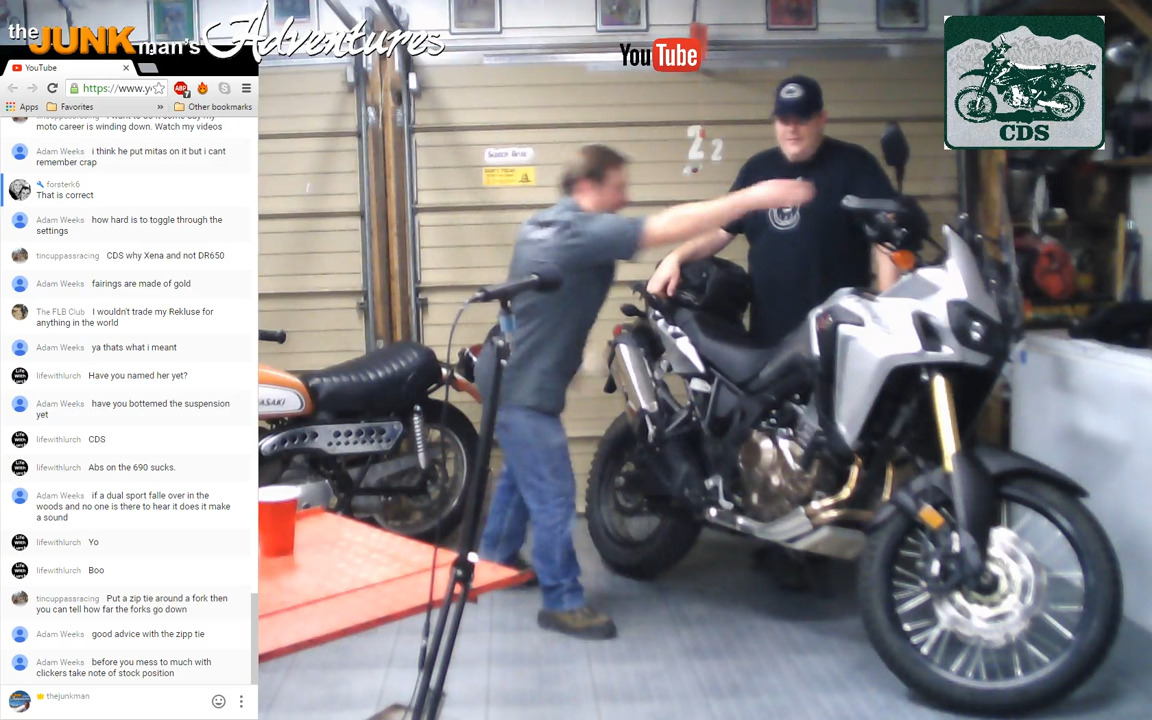 the JUNKman's Adventures
YouTube
https://www.y
Apps
Favorites
»
Other bookmarks
moto career is winding down. Watch my videos
Adam Weeks i think he put mitas on it but i cant
remember crap
forsterk6
That is correct
Adam Weeks how hard is to toggle through the
settings
tincuppassracing CDS why Xena and not DR650
Adam Weeks fairings are made of gold
The FLB Club I wouldn't trade my Rekluse for
anything in the world
Adam Weeks ya thats what i meant
lifewithlurch Have you named her yet?
Adam Weeks have you bottemed the suspension
yet
lifewithlurch CDS
lifewithlurch Abs on the 690 sucks.
Adam Weeks if a dual sport falle over in the
woods and no one is there to hear it does it make
a sound
lifewithlurch Yo
lifewithlurch Boo
tincuppassracing Put a zip tie around a fork then
you can tell how far the forks go down
Adam Weeks good advice with the zipp tie
Adam Weeks before you mess to much with
clickers take note of stock position
thejunkman
YouTube
CDS
22